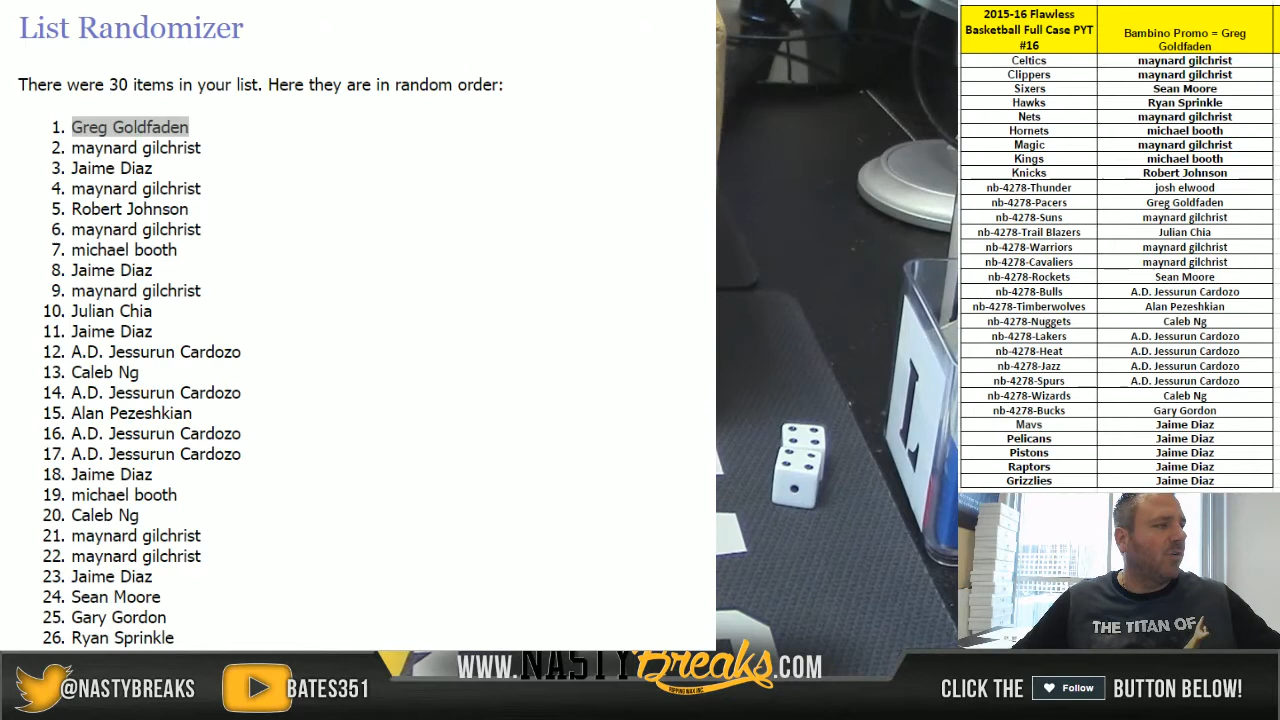 List Randomizer
There were 30 items in your list. Here they are in random order:
1. Greg Goldfaden
2. maynard gilchrist
3. Jaime Diaz
4. maynard gilchrist
5. Robert Johnson
6. maynard gilchrist
7. michael booth
8. Jaime Diaz
9. maynard gilchrist
10. Julian Chia
11. Jaime Diaz
12. A.D. Jessurun Cardozo
13. Caleb Ng
14. A.D. Jessurun Cardozo
15. Alan Pezeshkian
16. A.D. Jessurun Cardozo
17. A.D. Jessurun Cardozo
18. Jaime Diaz
19. michael booth
20. Caleb Ng
21. maynard gilchrist
22. maynard gilchrist
23. Jaime Diaz
24. Sean Moore
25. Gary Gordon
26. Ryan Sprinkle
2015-16 Flawless
Basketball Full Case PYT
#16
Bambino Promo = Greg
Goldfaden
Celtics maynard gilchrist
Clippers maynard gilchrist
Sixers Sean Moore
Hawks Ryan Sprinkle
Nets maynard gilchrist
Hornets michael booth
Magic maynard gilchrist
Kings michael booth
Knicks Robert Johnson
nb-4278-Thunder josh elwood
nb-4278-Pacers Greg Goldfaden
nb-4278-Suns maynard gilchrist
nb-4278-Trail Blazers Julian Chia
nb-4278-Warriors maynard gilchrist
nb-4278-Cavaliers maynard gilchrist
nb-4278-Rockets Sean Moore
nb-4278-Bulls A.D. Jessurun Cardozo
nb-4278-Timberwolves Alan Pezeshkian
nb-4278-Nuggets Caleb Ng
nb-4278-Lakers A.D. Jessurun Cardozo
nb-4278-Heat A.D. Jessurun Cardozo
nb-4278-Jazz A.D. Jessurun Cardozo
nb-4278-Spurs A.D. Jessurun Cardozo
nb-4278-Wizards Caleb Ng
nb-4278-Bucks Gary Gordon
Mavs Jaime Diaz
Pelicans Jaime Diaz
Pistons Jaime Diaz
Raptors Jaime Diaz
Grizzlies Jaime Diaz
THE TITAN OF
@NASTYBREAKS
BATES351
WWW.NASTYBreaks.COM
RIPPING WAX INC.
CLICK THE Follow BUTTON BELOW!